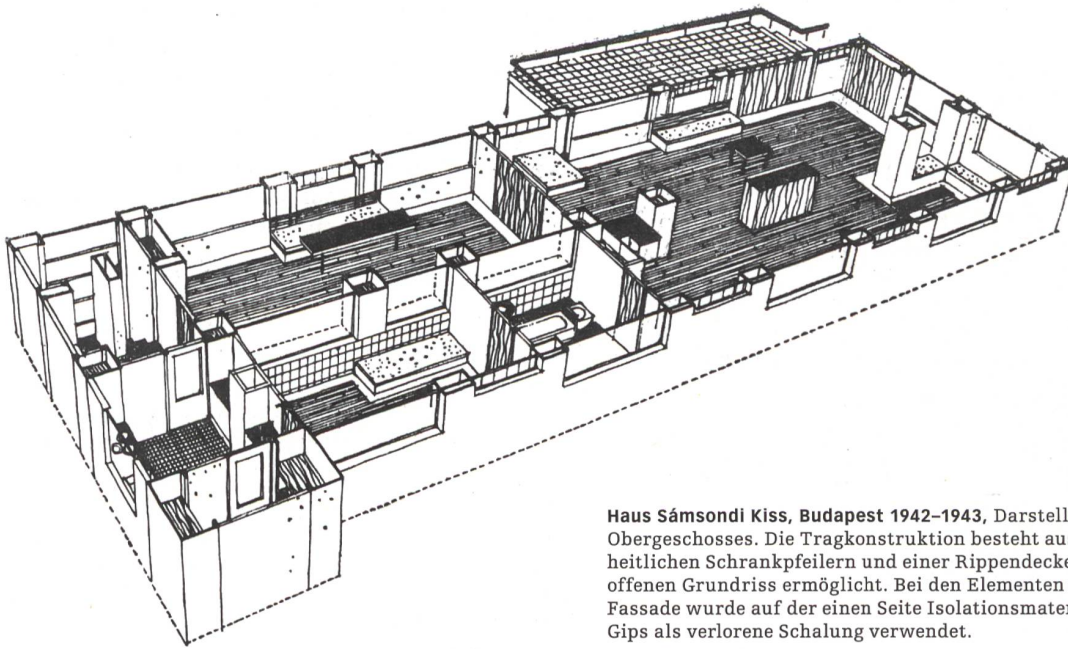 Haus Sámsondi Kiss, Budapest 1942–1943, Darstell
Obergeschosses. Die Tragkonstruktion besteht au
heitlichen Schrankpfeilern und einer Rippendecke
offenen Grundriss ermöglicht. Bei den Elementen
Fassade wurde auf der einen Seite Isolationsmater
Gips als verlorene Schalung verwendet.